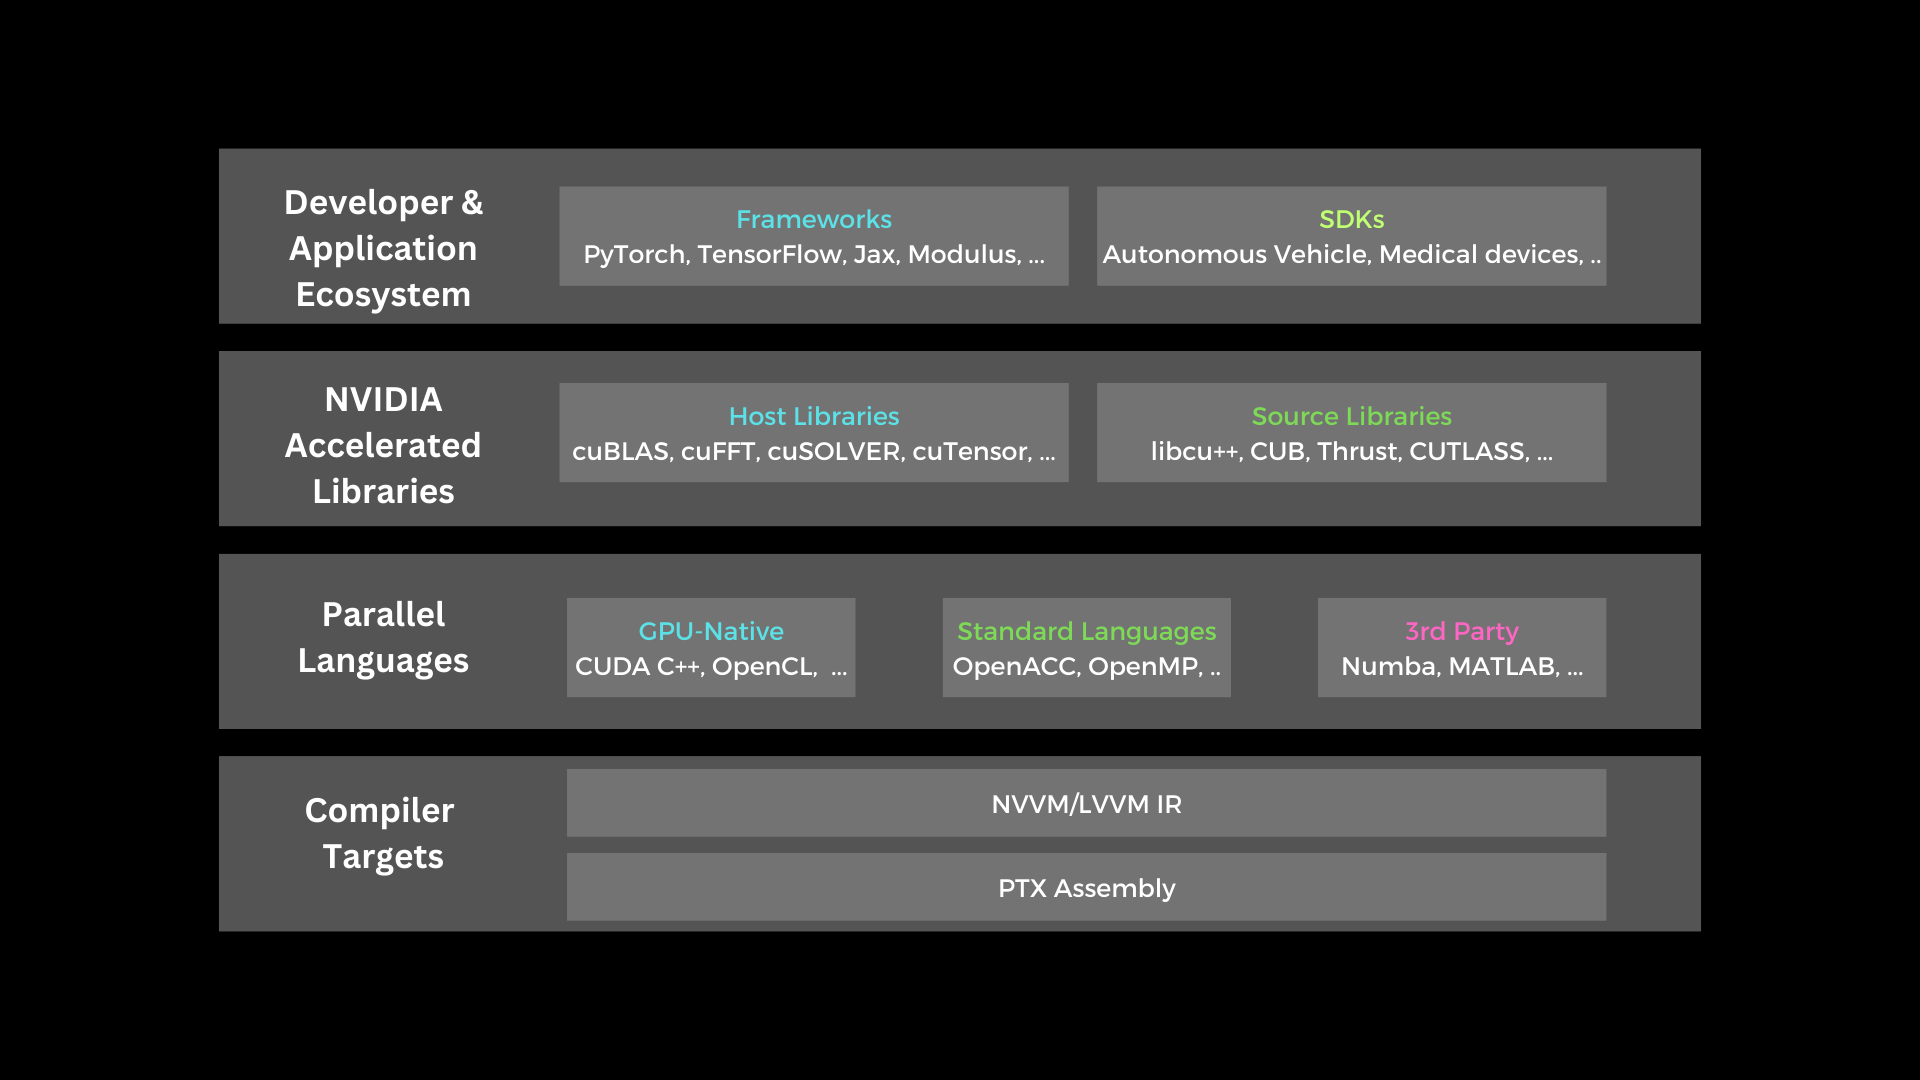 Developer &
Application
Ecosystem
Frameworks
PyTorch, TensorFlow, Jax, Modulus, ...
SDKs
Autonomous Vehicle, Medical devices, ..
NVIDIA
Accelerated
Libraries
Host Libraries
cuBLAS, cuFFT, cuSOLVER, cuTensor, ...
Source Libraries
libcu++, CUB, Thrust, CUTLASS, ...
Parallel
Languages
GPU-Native
CUDA C++, OpenCL,  ...
Standard Languages
OpenACC, OpenMP, ..
3rd Party
Numba, MATLAB, ...
Compiler
Targets
NVVM/LVVM IR
PTX Assembly